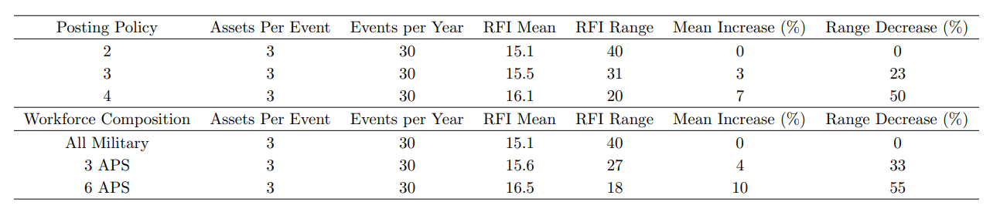 Posting Policy Assets Per Event Events per Year RFI Mean RFI Range Mean Increase (%) Range Decrease (%)
2 3 30 15.1 40 0 0
3 3 30 15.5 31 3 23
4 3 30 16.1 20 7 50
Workforce Composition Assets Per Event Events per Year RFI Mean RFI Range Mean Increase (%) Range Decrease (%)
All Military 3 30 15.1 40 0 0
3 APS 3 30 15.6 27 4 33
6 APS 3 30 16.5 18 10 55